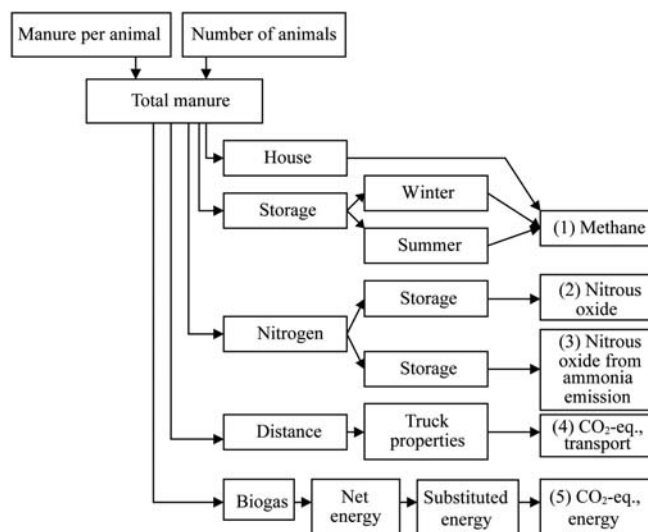 Manure per animal
Number of animals
Total manure
House
Storage
Winter
Summer
(1) Methane
Nitrogen
Storage
(2) Nitrous
oxide
Storage
(3) Nitrous
oxide from
ammonia
emission
Distance
Truck
properties
(4) CO₂-eq.,
transport
Biogas
Net
energy
Substituted
energy
(5) CO₂-eq.,
energy